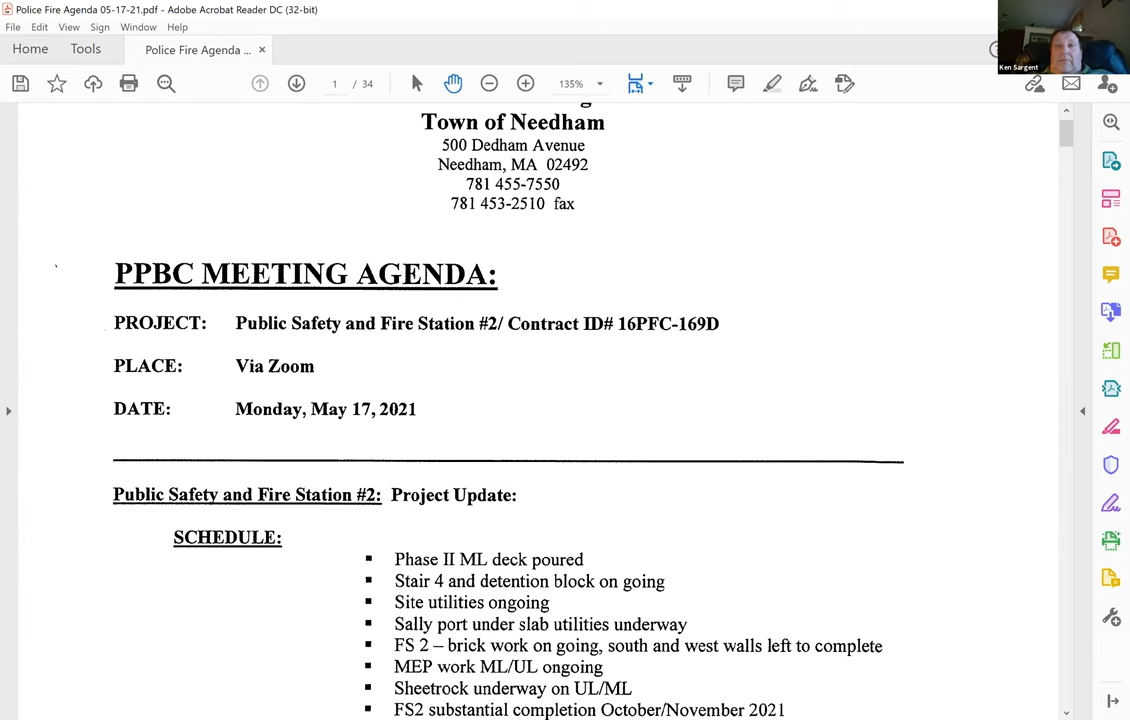 Police Fire Agenda 05-17-21.pdf - Adobe Acrobat Reader DC (32-bit)
File Edit View Sign Window Help
Home Tools Police Fire Agenda ... ×
1 / 34 135%
Ken Sargent
Town of Needham
500 Dedham Avenue
Needham, MA 02492
781 455-7550
781 453-2510 fax
PPBC MEETING AGENDA:
PROJECT: Public Safety and Fire Station #2/ Contract ID# 16PFC-169D
PLACE: Via Zoom
DATE: Monday, May 17, 2021
Public Safety and Fire Station #2: Project Update:
SCHEDULE:
▪ Phase II ML deck poured
▪ Stair 4 and detention block on going
▪ Site utilities ongoing
▪ Sally port under slab utilities underway
▪ FS 2 – brick work on going, south and west walls left to complete
▪ MEP work ML/UL ongoing
▪ Sheetrock underway on UL/ML
▪ FS2 substantial completion October/November 2021